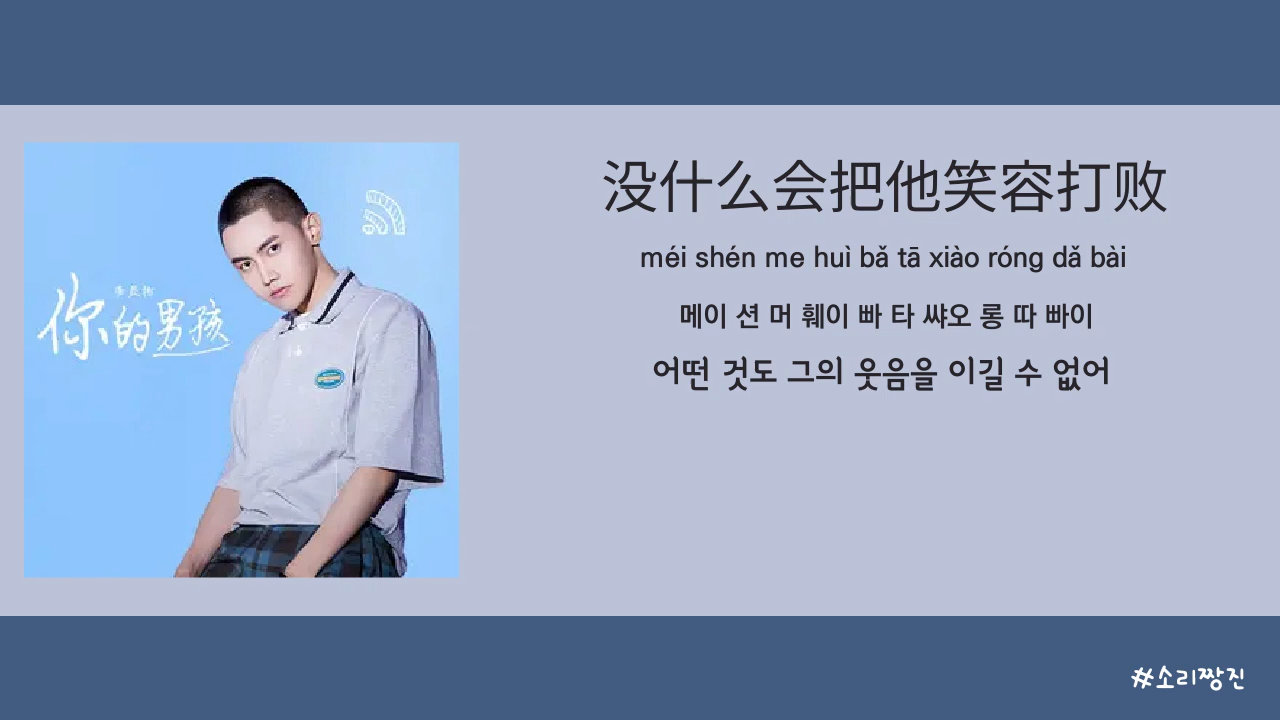 你的男孩
没什么会把他笑容打败
méi shén me huì bǎ tā xiào róng dǎ bài
메이 션 머 훼이 빠 타 쌰오 롱 따 빠이
어떤 것도 그의 웃음을 이길 수 없어
#소리짱진